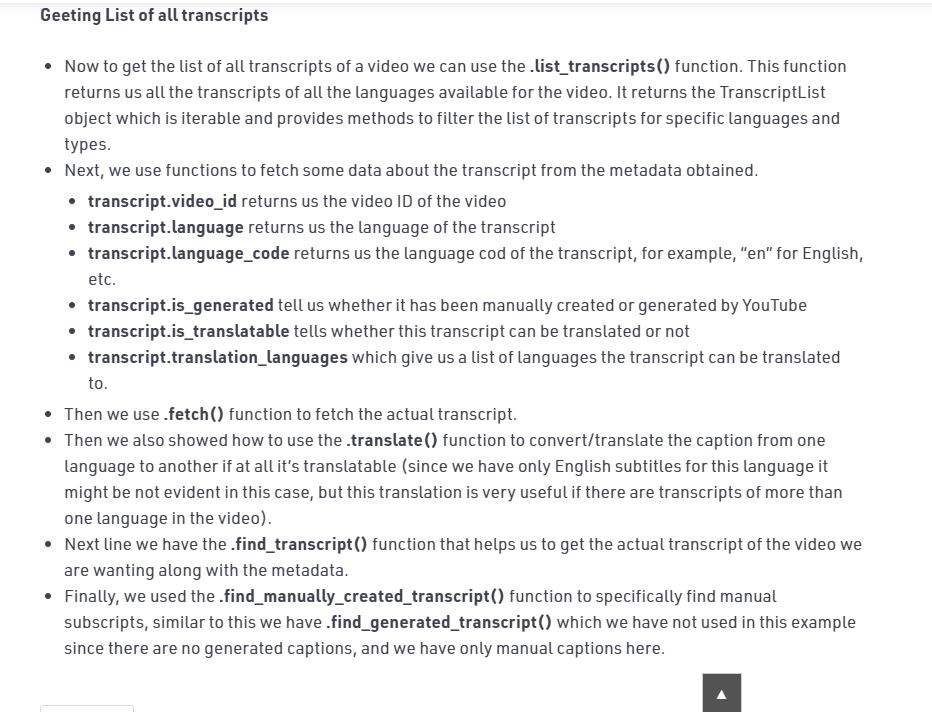 Geeting List of all transcripts
• Now to get the list of all transcripts of a video we can use the .list_transcripts() function. This function
returns us all the transcripts of all the languages available for the video. It returns the TranscriptList
object which is iterable and provides methods to filter the list of transcripts for specific languages and
types.
• Next, we use functions to fetch some data about the transcript from the metadata obtained.
• transcript.video_id returns us the video ID of the video
• transcript.language returns us the language of the transcript
• transcript.language_code returns us the language cod of the transcript, for example, “en” for English,
etc.
• transcript.is_generated tell us whether it has been manually created or generated by YouTube
• transcript.is_translatable tells whether this transcript can be translated or not
• transcript.translation_languages which give us a list of languages the transcript can be translated
to.
• Then we use .fetch() function to fetch the actual transcript.
• Then we also showed how to use the .translate() function to convert/translate the caption from one
language to another if at all it’s translatable (since we have only English subtitles for this language it
might be not evident in this case, but this translation is very useful if there are transcripts of more than
one language in the video).
• Next line we have the .find_transcript() function that helps us to get the actual transcript of the video we
are wanting along with the metadata.
• Finally, we used the .find_manually_created_transcript() function to specifically find manual
subscripts, similar to this we have .find_generated_transcript() which we have not used in this example
since there are no generated captions, and we have only manual captions here.